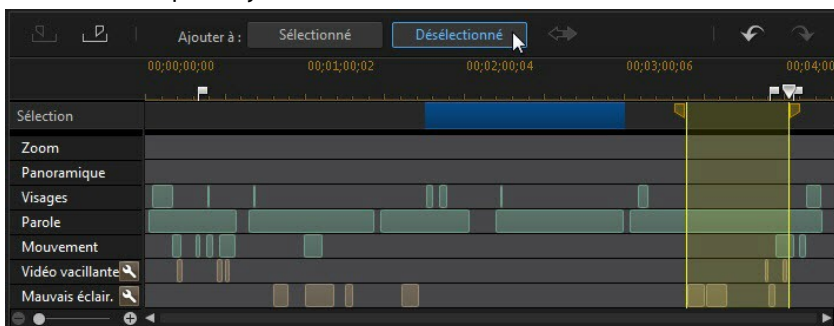 Ajouter à : Sélectionné Désélectionné
00;00;00;00 00;01;00;02 00;02;00;04 00;03;00;06 00;04;00
Sélection
Zoom
Panoramique
Visages
Parole
Mouvement
Vidéo vacillante
Mauvais éclair.